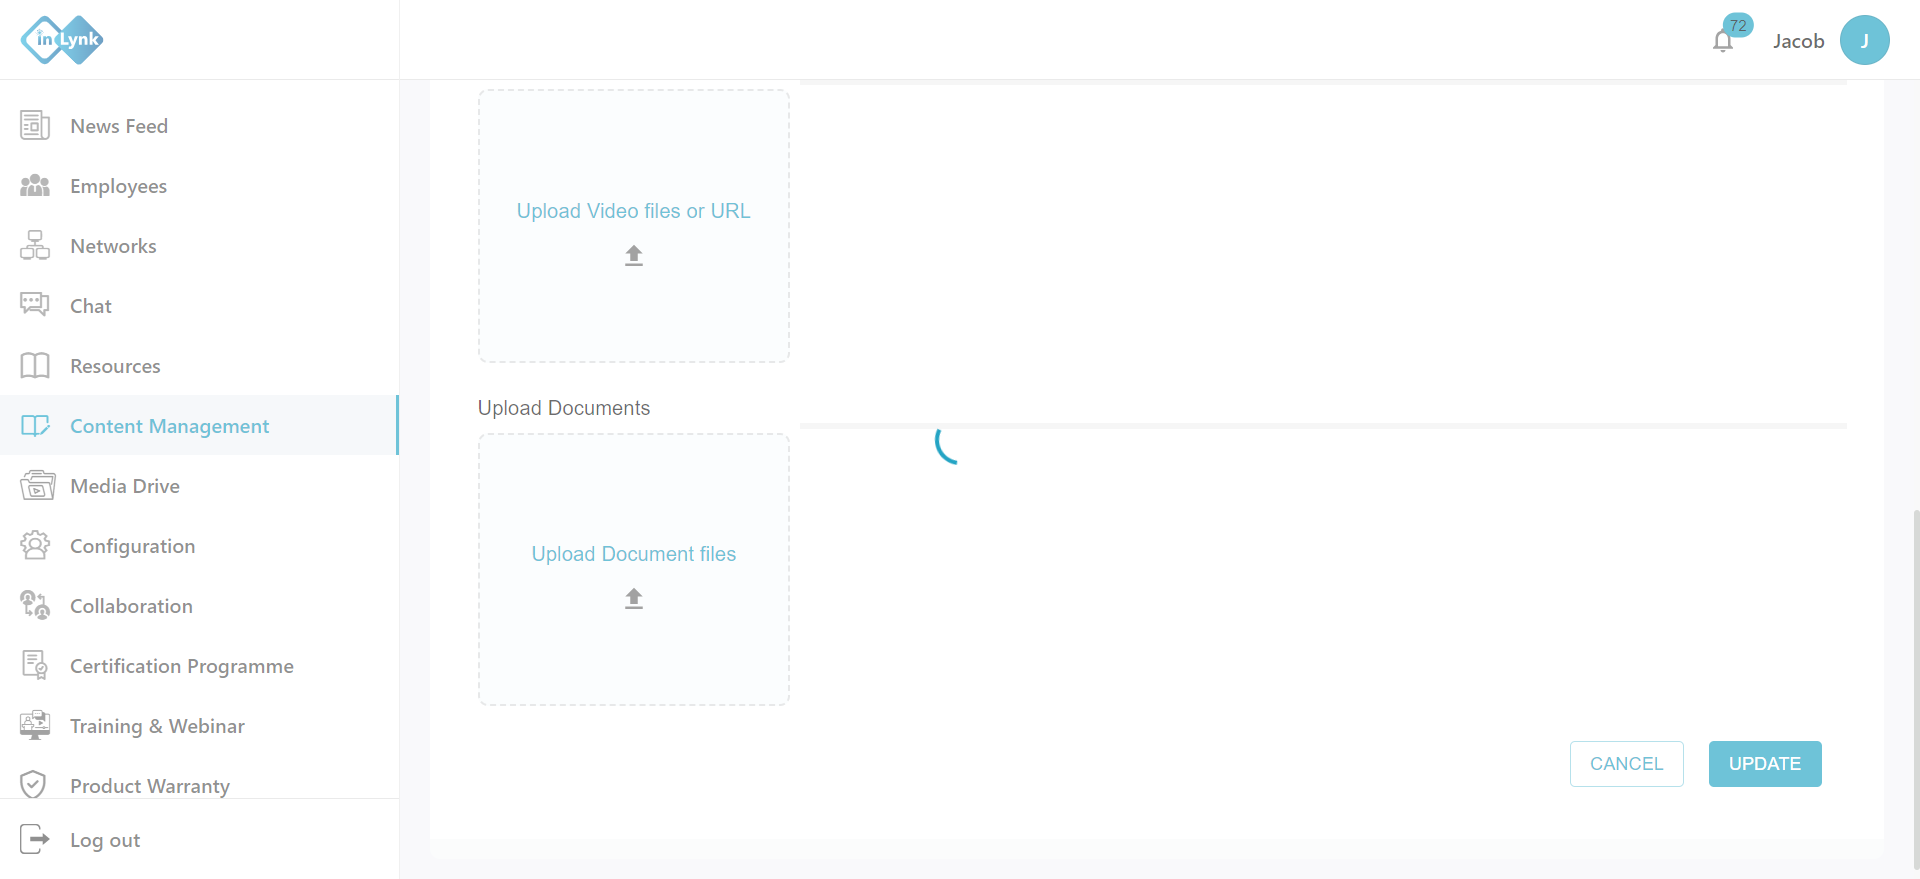 inLynk
72
Jacob
J
News Feed
Employees
Networks
Chat
Resources
Content Management
Media Drive
Configuration
Collaboration
Certification Programme
Training & Webinar
Product Warranty
Log out
Upload Video files or URL
Upload Documents
Upload Document files
CANCEL
UPDATE